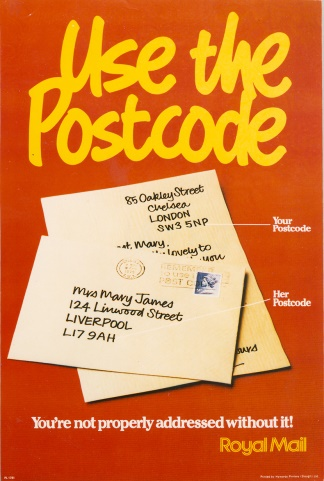 Use the
Postcode
85 Oakley Street
Chelsea
LONDON
SW3 5NP
Your
Postcode
Mary,
lovely to
you
Mrs Mary James
124 Linwood Street
LIVERPOOL
L17 9AH
Her
Postcode
You're not properly addressed without it!
Royal Mail